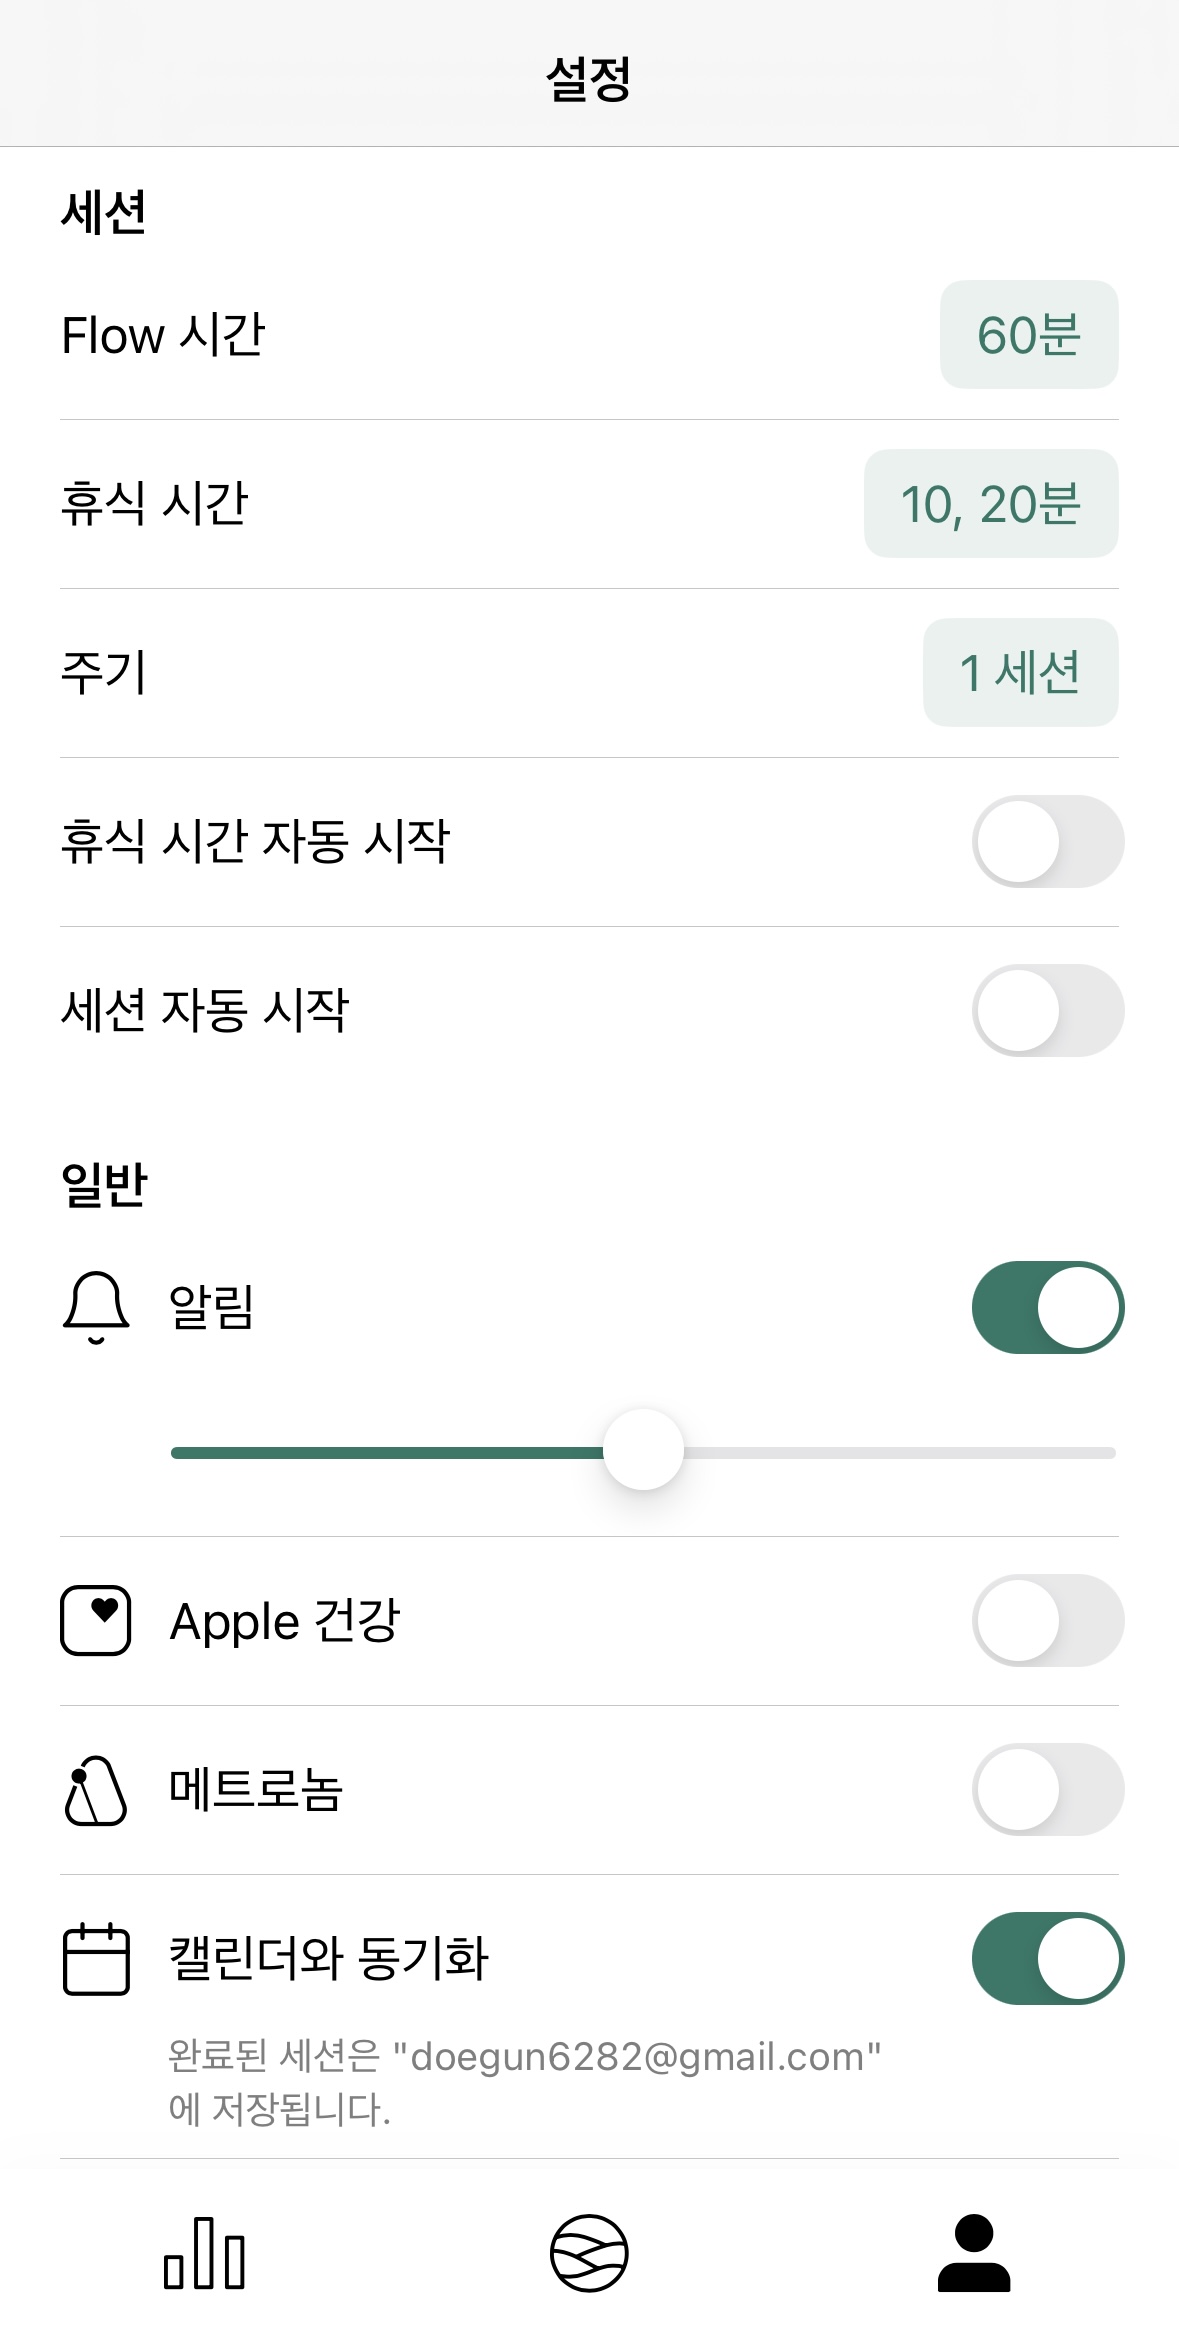 설정
세션
Flow 시간
60분
휴식 시간
10, 20분
주기
1 세션
휴식 시간 자동 시작
세션 자동 시작
일반
알림
Apple 건강
메트로놈
캘린더와 동기화
완료된 세션은 "doegun6282@gmail.com"
에 저장됩니다.